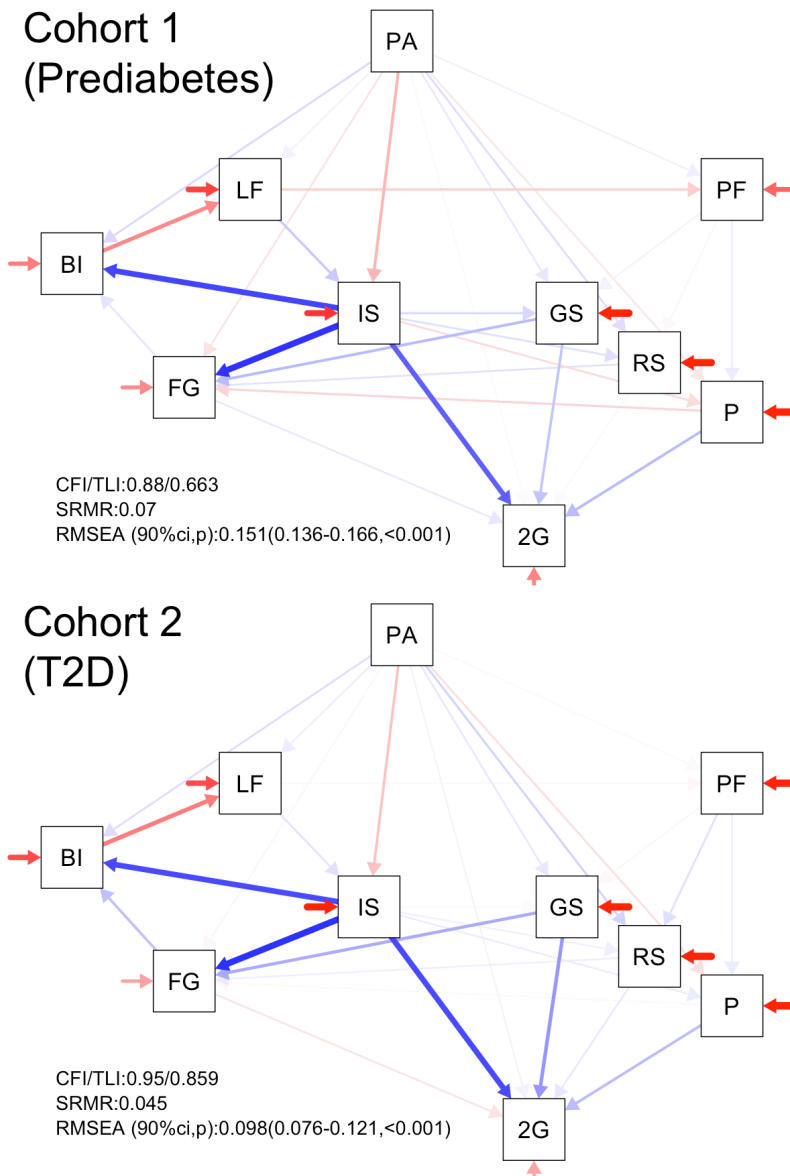 Cohort 1
(Prediabetes)
PA
LF
PF
BI
IS
GS
RS
FG
P
2G
CFI/TLI:0.88/0.663
SRMR:0.07
RMSEA (90%ci,p):0.151(0.136-0.166,<0.001)
Cohort 2
(T2D)
PA
LF
PF
BI
IS
GS
RS
FG
P
2G
CFI/TLI:0.95/0.859
SRMR:0.045
RMSEA (90%ci,p):0.098(0.076-0.121,<0.001)